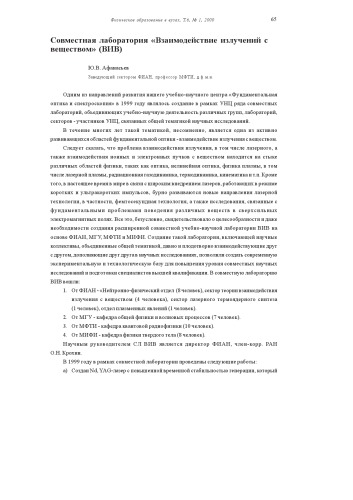 Физическое образование в вузах, Т.6, № 1, 2000
65
Совместная лаборатория «Взаимодействие излучений с
веществом» (ВИВ)
Ю.В. Афанасьев
Заведующий сектором ФИАН, профессор МФТИ, д.ф.м.н.
Одним из направлений развития нашего учебно-научного центра «Фундаментальная
оптика и спектроскопия» в 1999 году явилось создание в рамках УНЦ ряда совместных
лабораторий, объединяющих учебно-научную деятельность различных групп, лабораторий,
секторов - участников УНЦ, связанных общей тематикой научных исследований.
В течение многих лет такой тематикой, несомненно, является одна из активно
развивающихся областей фундаментальной оптики - взаимодействие излучения с веществом.
Следует сказать, что проблема взаимодействия излучения, в том числе лазерного, а
также взаимодействия ионных и электронных пучков с веществом находится на стыке
различных областей физики, таких как оптика, нелинейная оптика, физика плазмы, в том
числе лазерной плазмы, радиационная газодинамика, термодинамика, кинематика и т.п. Кроме
того, в настоящее время в мире в связи с широким внедрением лазеров, работающих в режиме
коротких и ультракоротких импульсов, бурно развиваются новые направления лазерной
технологии, в частности, фемтосекундная технология, а также исследования, связанные с
фундаментальными проблемами поведения различных веществ в сверхсильных
электромагнитных полях. Все это, безусловно, свидетельствовало о целесообразности и даже
необходимости создания расширенной совместной учебно-научной лаборатории ВИВ на
основе ФИАН, МГУ, МФТИ и МИФИ. Создание такой лаборатории, включающей научные
коллективы, объединенные общей тематикой, давно и плодотворно взаимодействующие друг
с другом, дополняющие друг друга в научных исследованиях, позволяли создать современную
экспериментальную и технологическую базу для повышения уровня совместных научных
исследований и подготовки специалистов высшей квалификации. В совместную лабораторию
ВИВ вошли:
1. От ФИАН - «Нейтронно-физический отдел (8 человек), сектор теории взаимодействия
излучения с веществом (4 человека), сектор лазерного термоядерного синтеза
(1 человек), отдел плазменных явлений (1 человек).
2. От МГУ - кафедра общей физики и волновых процессов (7 человек).
3. От МФТИ - кафедра квантовой радиофизики (10 человек).
4. От МИФИ - кафедра физики твердого тела (8 человек).
Научным руководителем СЛ ВИВ является директор ФИАН, член-корр. РАН
О.Н. Крохин.
В 1999 году в рамках совместной лаборатории проведены следующие работы:
а) Создан Nd, YAG-лазер с повышенной временной стабильностью генерации, который